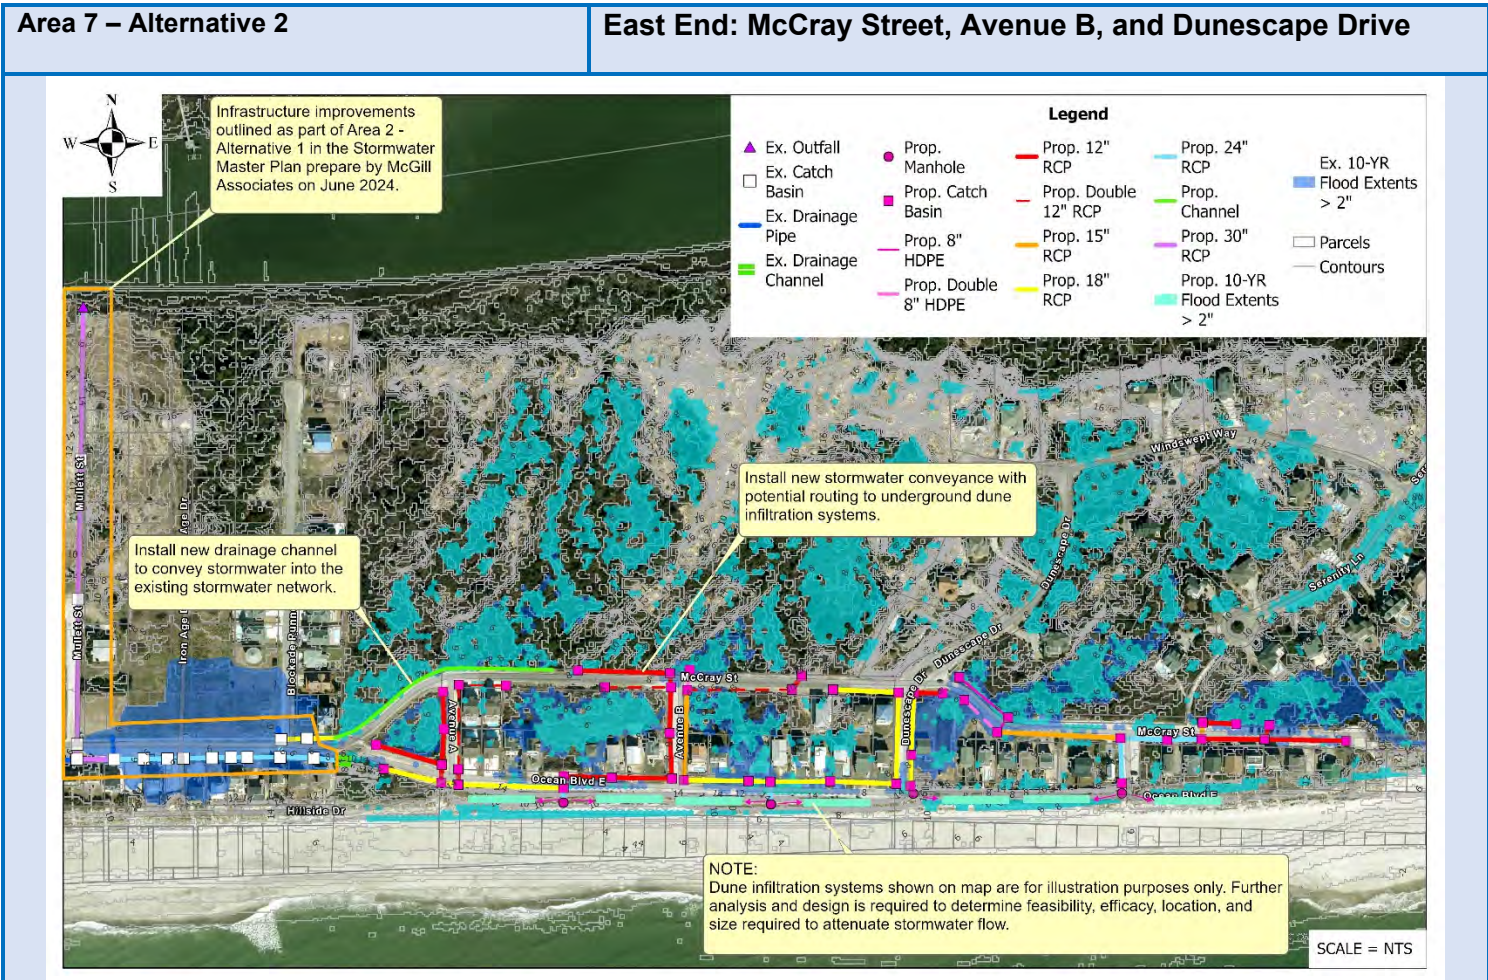 Area 7 – Alternative 2
East End: McCray Street, Avenue B, and Dunescape Drive
N
W
E
S
Infrastructure improvements
outlined as part of Area 2 -
Alternative 1 in the Stormwater
Master Plan prepare by McGill
Associates on June 2024.
Legend
Ex. Outfall
Ex. Catch
Basin
Ex. Drainage
Pipe
Ex. Drainage
Channel
Prop.
Manhole
Prop. Catch
Basin
Prop. 8"
HDPE
Prop. Double
8" HDPE
Prop. 12"
RCP
Prop. Double
12" RCP
Prop. 15"
RCP
Prop. 18"
RCP
Prop. 24"
RCP
Prop.
Channel
Prop. 30"
RCP
Prop. 10-YR
Flood Extents
> 2"
Ex. 10-YR
Flood Extents
> 2"
Parcels
Contours
Windswept Way
Mullett St
Install new stormwater conveyance with
potential routing to underground dune
infiltration systems.
Install new drainage channel
to convey stormwater into the
existing stormwater network.
Dunescape Dr
Serenity Ln
Mullett St
Iron Age Dr
Dunescape Dr
McCray St
Avenue A
Avenue B
Dunescape Dr
McCray St
Ocean Blvd E
Ocean Blvd E
Hillside Dr
NOTE:
Dune infiltration systems shown on map are for illustration purposes only. Further
analysis and design is required to determine feasibility, efficacy, location, and
size required to attenuate stormwater flow.
SCALE = NTS